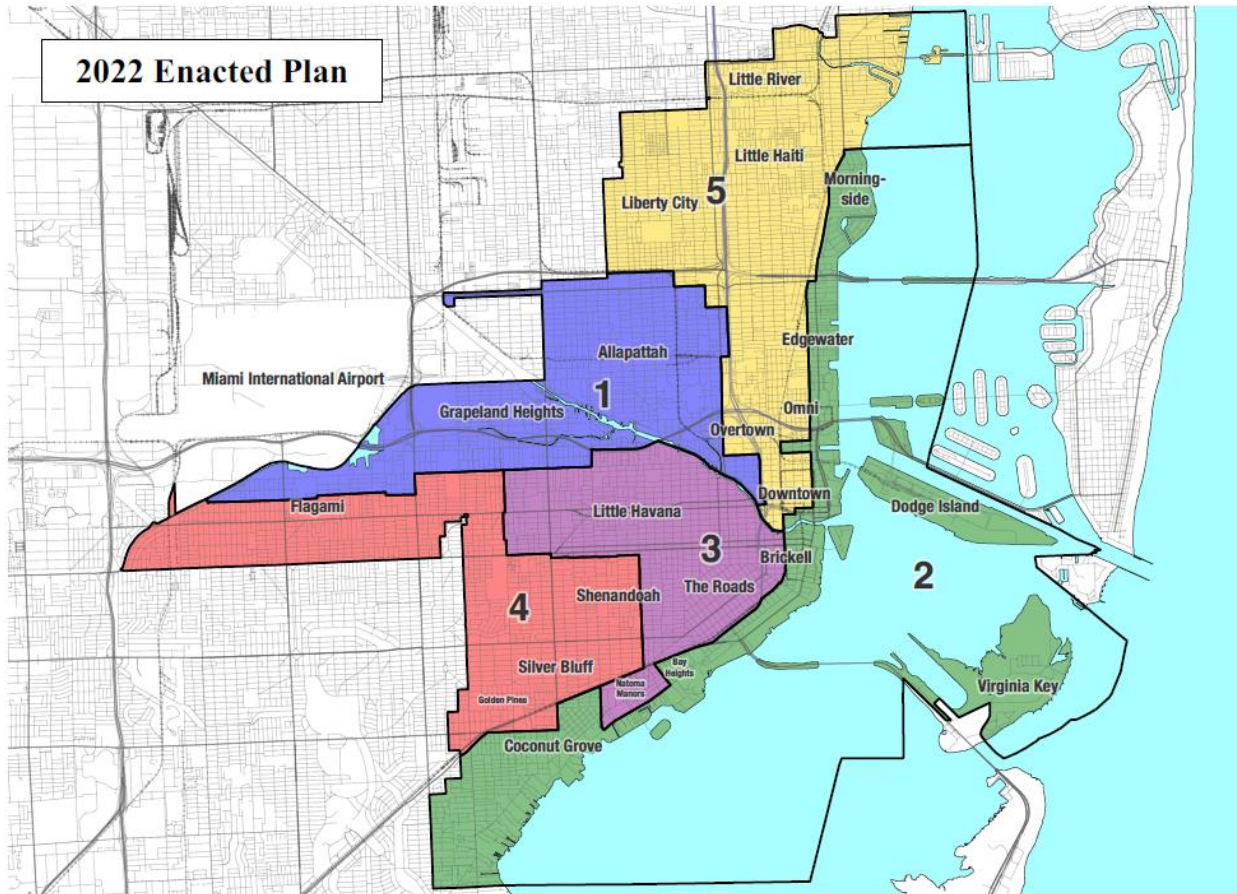 2022 Enacted Plan
Little River
Little Haiti
Morning-
side
5
Liberty City
Edgewater
Allapattah
Miami International Airport
1
Grapeland Heights
Omni
Overtown
Downtown
Flagami
Little Havana
Dodge Island
3
Brickell
2
The Roads
Shenandoah
4
Silver Bluff
Bay
Heights
Natoma
Manors
Virginia Key
Golden Pines
Coconut Grove